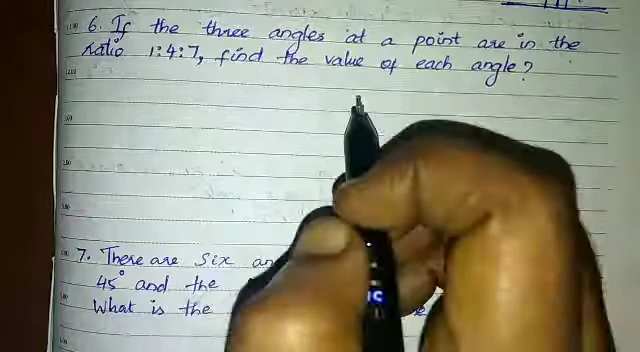 6. If the three angles at a point are in the
ratio 1:4:7, find the value of each angle?
7. There are six an
45° and the
What is the